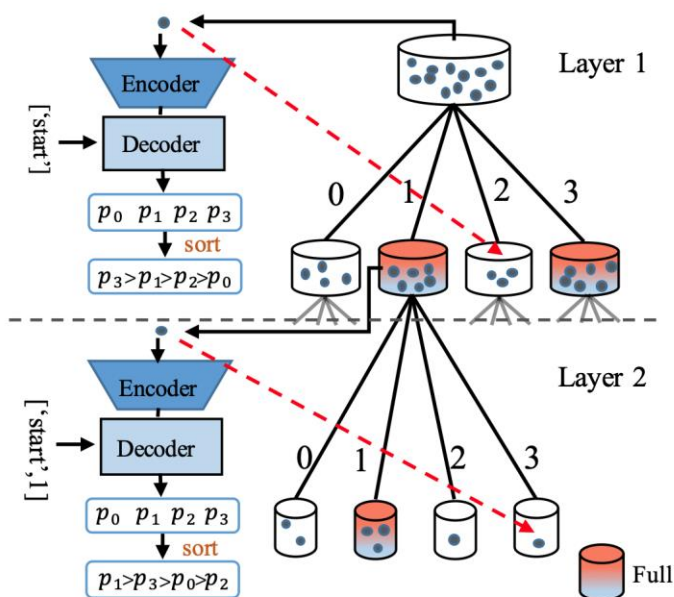 Layer 1
Encoder
['start']
Decoder
p₀ p₁ p₂ p₃
sort
p₃>p₁>p₂>p₀
0
1
2
3
Layer 2
Encoder
['start',1]
Decoder
p₀ p₁ p₂ p₃
sort
p₁>p₃>p₀>p₂
0
1
2
3
Full